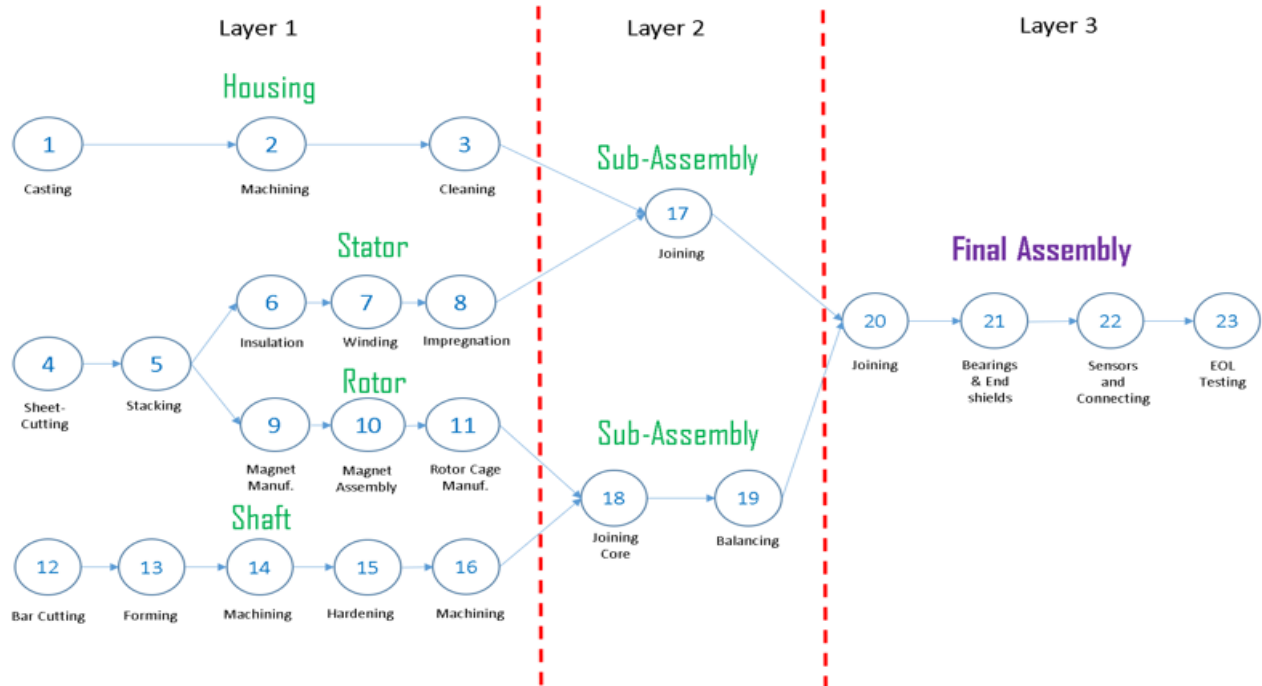 Layer 1
Layer 2
Layer 3
Housing
1
2
3
Casting
Machining
Cleaning
Sub-Assembly
17
Joining
Stator
6
7
8
Insulation
Winding
Impregnation
4
5
Sheet-
Cutting
Stacking
Rotor
9
10
11
Magnet
Manuf.
Magnet
Assembly
Rotor Cage
Manuf.
Shaft
12
13
14
15
16
Bar Cutting
Forming
Machining
Hardening
Machining
Sub-Assembly
18
19
Joining
Core
Balancing
Final Assembly
20
21
22
23
Joining
Bearings
& End
shields
Sensors
and
Connecting
EOL
Testing